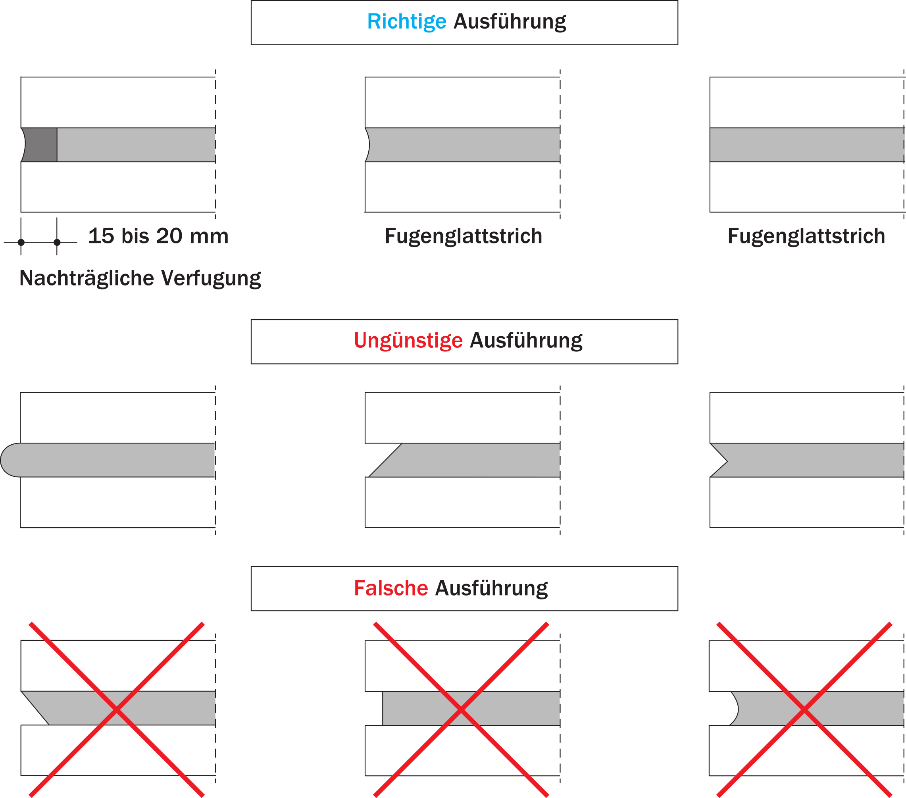 Richtige Ausführung
15 bis 20 mm
Fugenglattstrich
Fugenglattstrich
Nachträgliche Verfugung
Ungünstige Ausführung
Falsche Ausführung